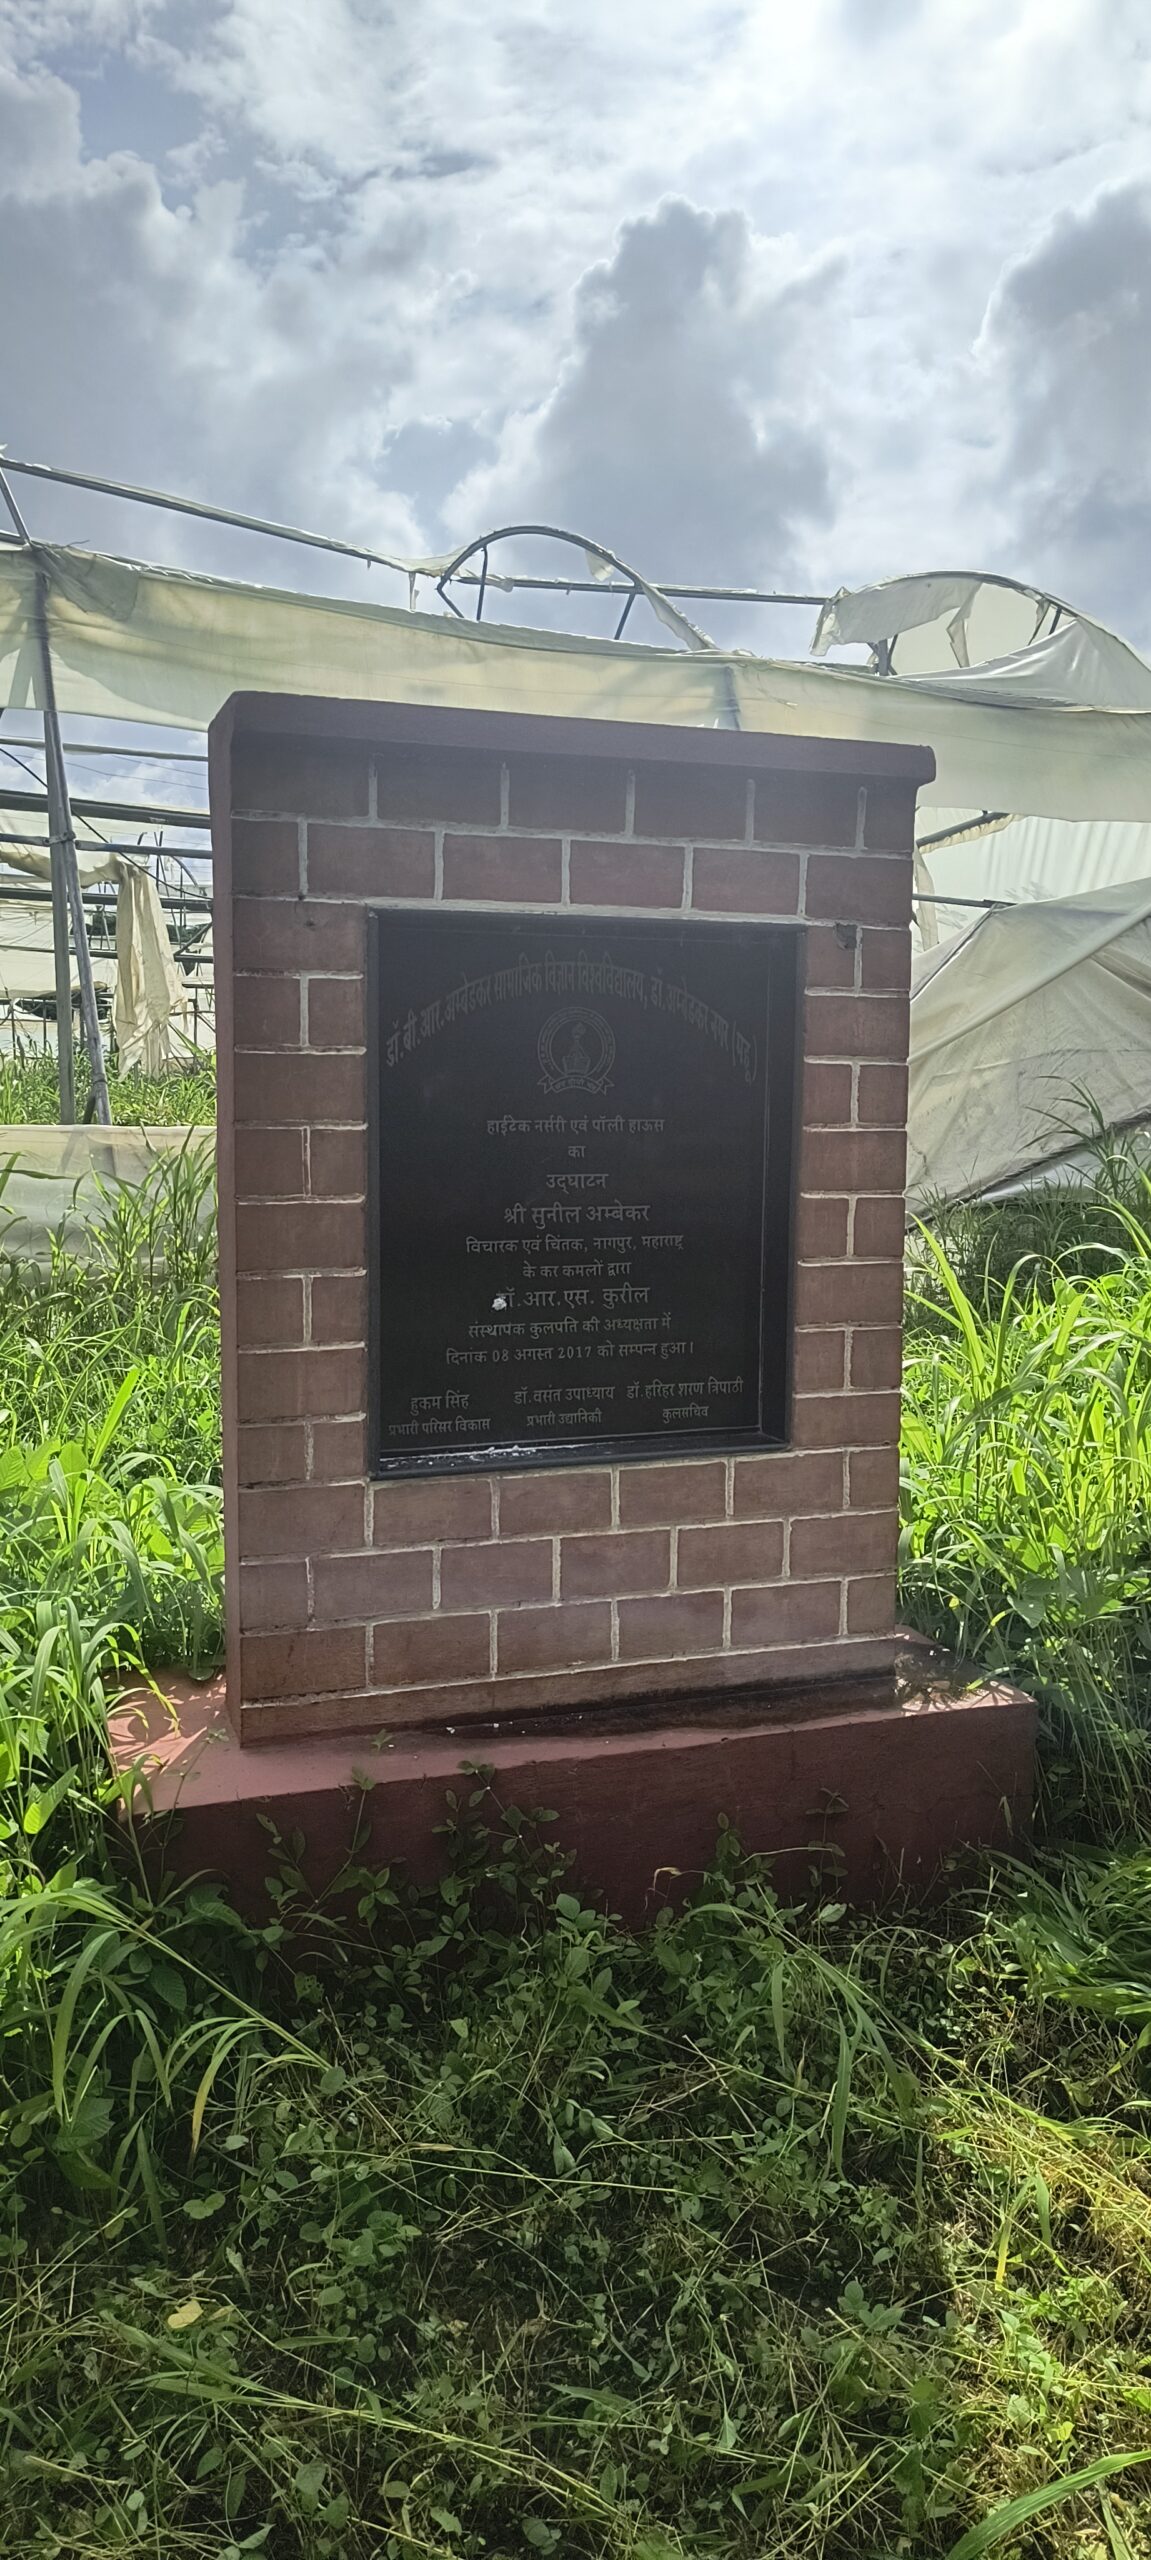 डॉ.बी.आर.अम्बेडकर सामाजिक विज्ञान विश्वविद्यालय, डॉ.अम्बेडकर नगर (महू)
हाईटेक नर्सरी एवं पॉली हाऊस
का
उद्घाटन
श्री सुनील अम्बेकर
विचारक एवं चिंतक, नागपुर, महाराष्ट्र
के कर कमलों द्वारा
डॉ.आर.एस. कुरील
संस्थापक कुलपति की अध्यक्षता में
दिनांक 08 अगस्त 2017 को सम्पन्न हुआ।
हुकम सिंह डॉ.वसंत उपाध्याय डॉ.हरिहर शरण त्रिपाठी
प्रभारी परिसर विकास प्रभारी उद्यानिकी कुलसचिव